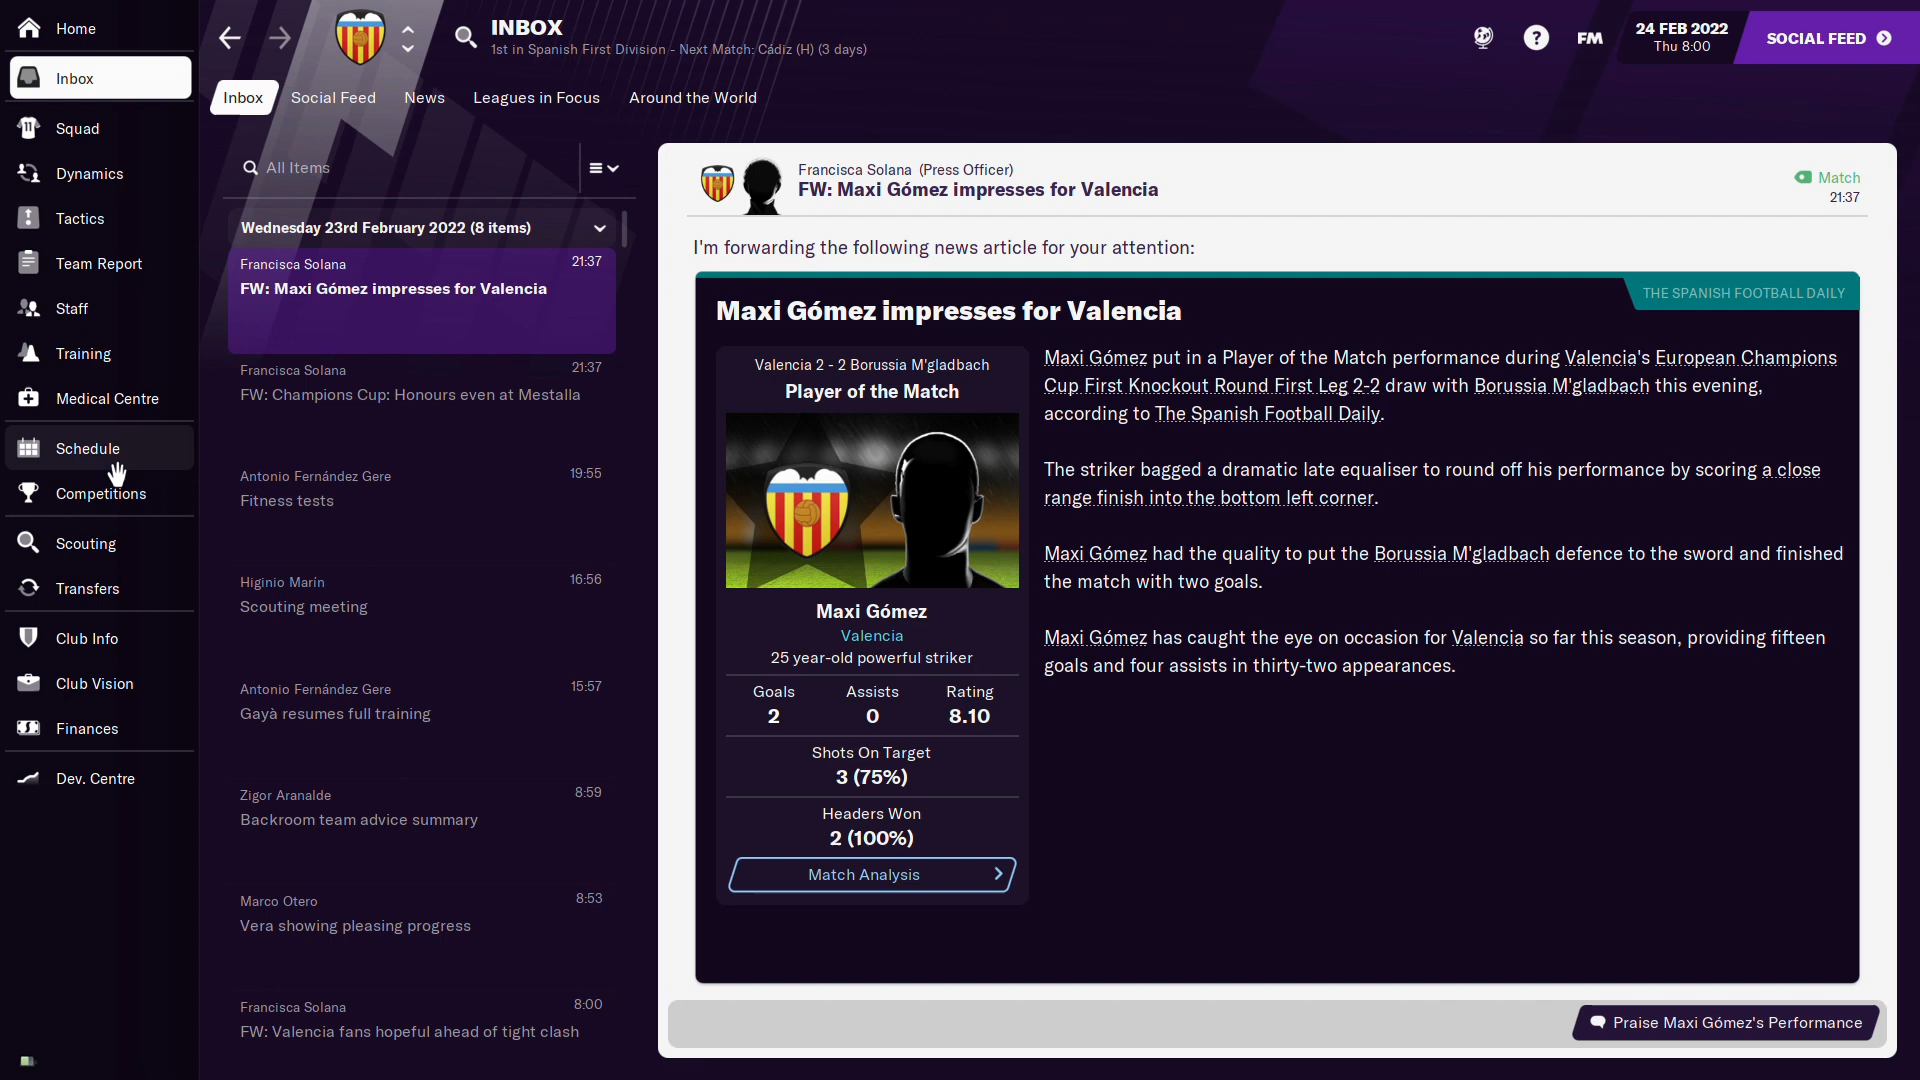 Home
Inbox
Squad
Dynamics
Tactics
Team Report
Staff
Training
Medical Centre
Schedule
Competitions
Scouting
Transfers
Club Info
Club Vision
Finances
Dev. Centre
INBOX
1st in Spanish First Division - Next Match: Cádiz (H) (3 days)
FM
24 FEB 2022
Thu 8:00
SOCIAL FEED
Inbox Social Feed News Leagues in Focus Around the World
All Items
Wednesday 23rd February 2022 (8 items)
Francisca Solana 21:37
FW: Maxi Gómez impresses for Valencia
Francisca Solana 21:37
FW: Champions Cup: Honours even at Mestalla
Antonio Fernández Gere 19:55
Fitness tests
Higinio Marín 16:56
Scouting meeting
Antonio Fernández Gere 15:57
Gayà resumes full training
Zigor Aranalde 8:59
Backroom team advice summary
Marco Otero 8:53
Vera showing pleasing progress
Francisca Solana 8:00
FW: Valencia fans hopeful ahead of tight clash
Francisca Solana (Press Officer)
FW: Maxi Gómez impresses for Valencia
Match
21:37
I'm forwarding the following news article for your attention:
THE SPANISH FOOTBALL DAILY
Maxi Gómez impresses for Valencia
Valencia 2 - 2 Borussia M'gladbach
Player of the Match
Maxi Gómez
Valencia
25 year-old powerful striker
Goals Assists Rating
2 0 8.10
Shots On Target
3 (75%)
Headers Won
2 (100%)
Match Analysis
Maxi Gómez put in a Player of the Match performance during Valencia's European Champions
Cup First Knockout Round First Leg 2-2 draw with Borussia M'gladbach this evening,
according to The Spanish Football Daily.
The striker bagged a dramatic late equaliser to round off his performance by scoring a close
range finish into the bottom left corner.
Maxi Gómez had the quality to put the Borussia M'gladbach defence to the sword and finished
the match with two goals.
Maxi Gómez has caught the eye on occasion for Valencia so far this season, providing fifteen
goals and four assists in thirty-two appearances.
Praise Maxi Gómez's Performance